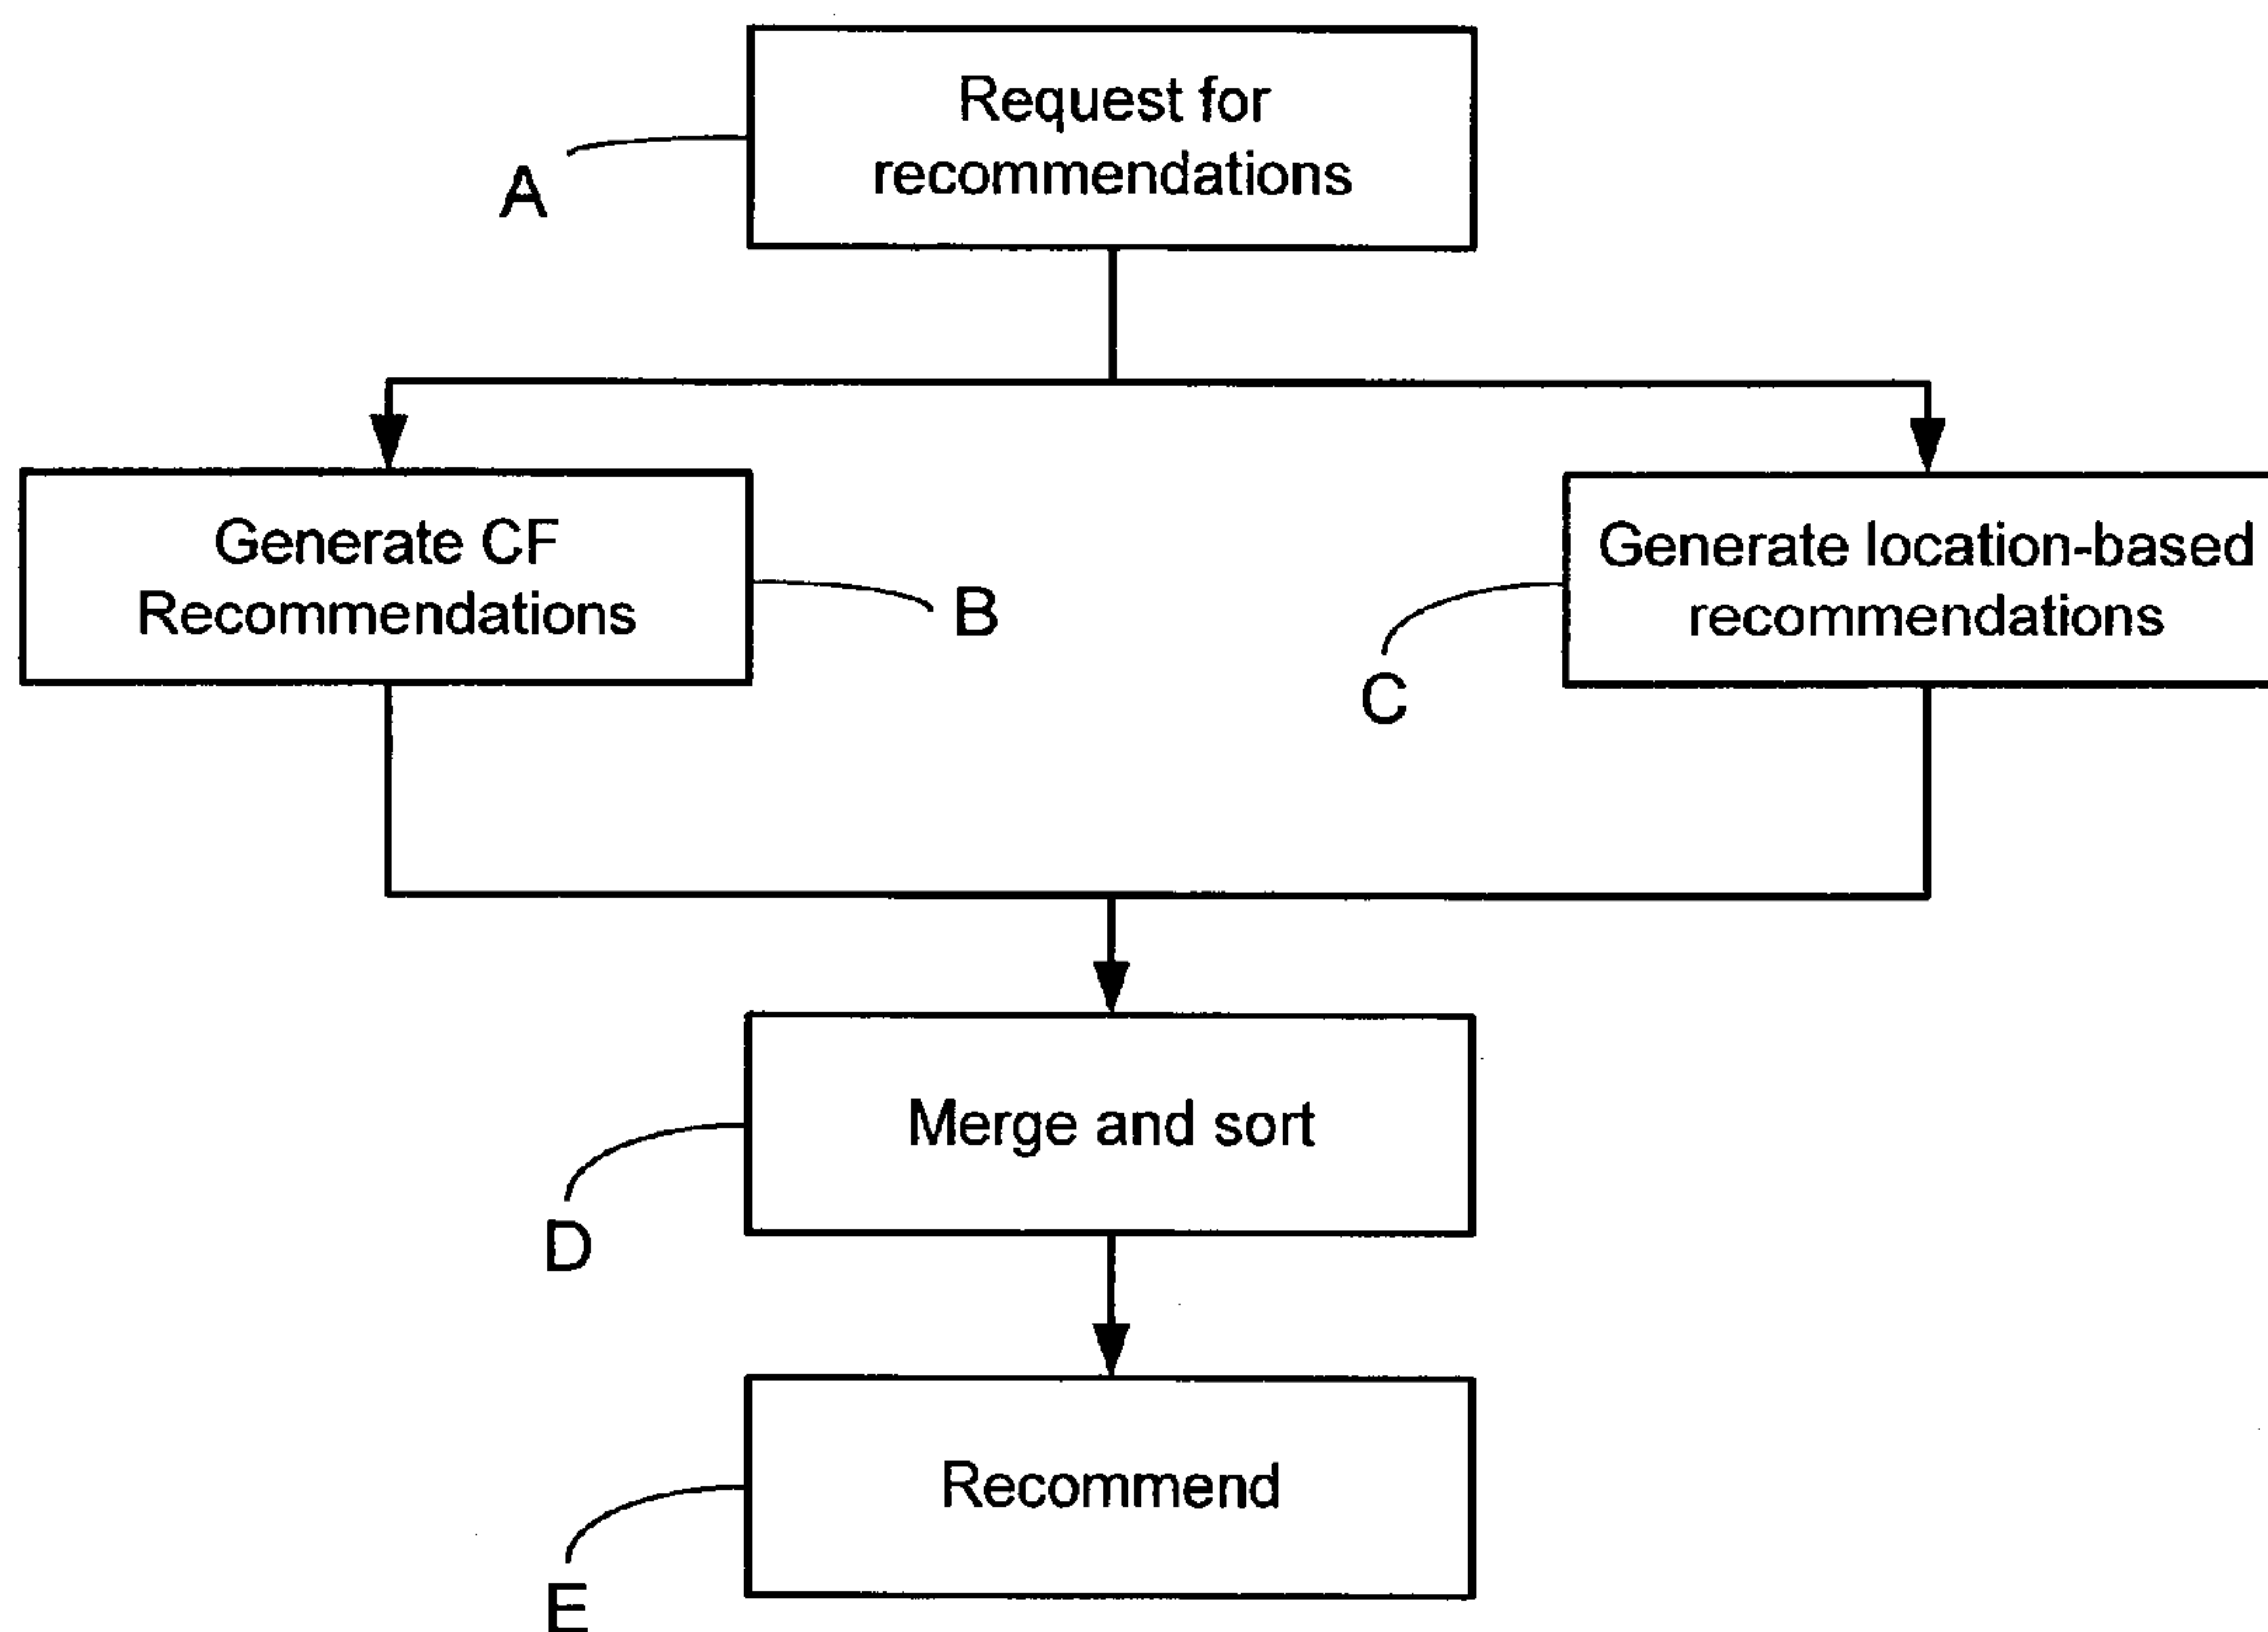 Request for
recommendations
A
Generate CF
Recommendations
B
Generate location-based
recommendations
C
Merge and sort
D
Recommend
E